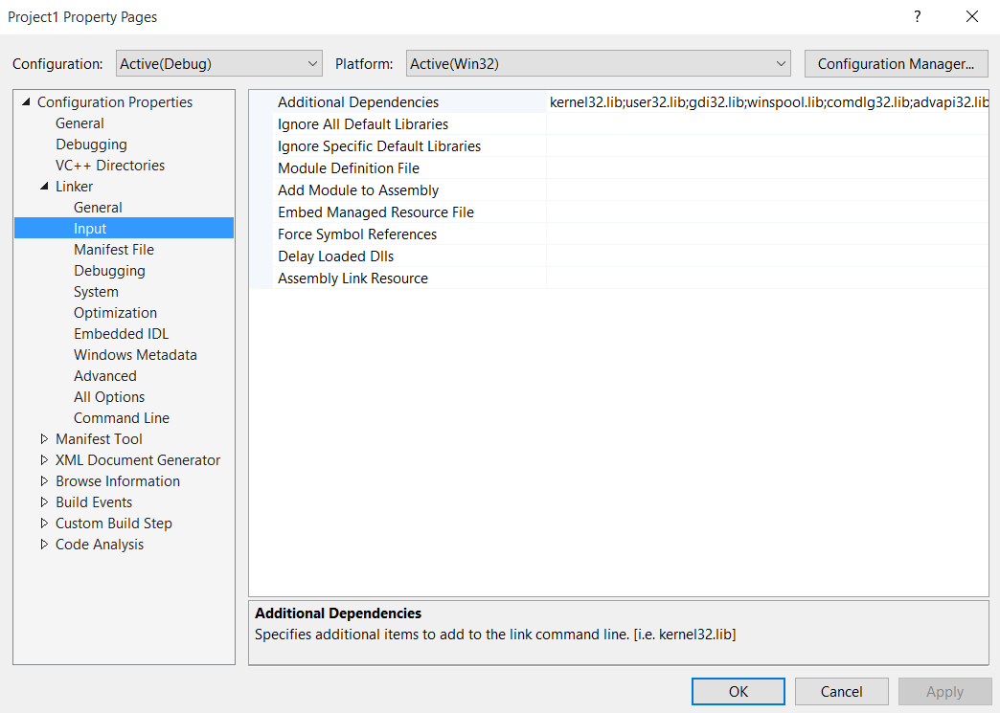 Project1 Property Pages
?
Configuration: Active(Debug) Platform: Active(Win32) Configuration Manager...
Configuration Properties
General
Debugging
VC++ Directories
Linker
General
Input
Manifest File
Debugging
System
Optimization
Embedded IDL
Windows Metadata
Advanced
All Options
Command Line
Manifest Tool
XML Document Generator
Browse Information
Build Events
Custom Build Step
Code Analysis
Additional Dependencies kernel32.lib;user32.lib;gdi32.lib;winspool.lib;comdlg32.lib;advapi32.lib
Ignore All Default Libraries
Ignore Specific Default Libraries
Module Definition File
Add Module to Assembly
Embed Managed Resource File
Force Symbol References
Delay Loaded Dlls
Assembly Link Resource
Additional Dependencies
Specifies additional items to add to the link command line. [i.e. kernel32.lib]
OK Cancel Apply